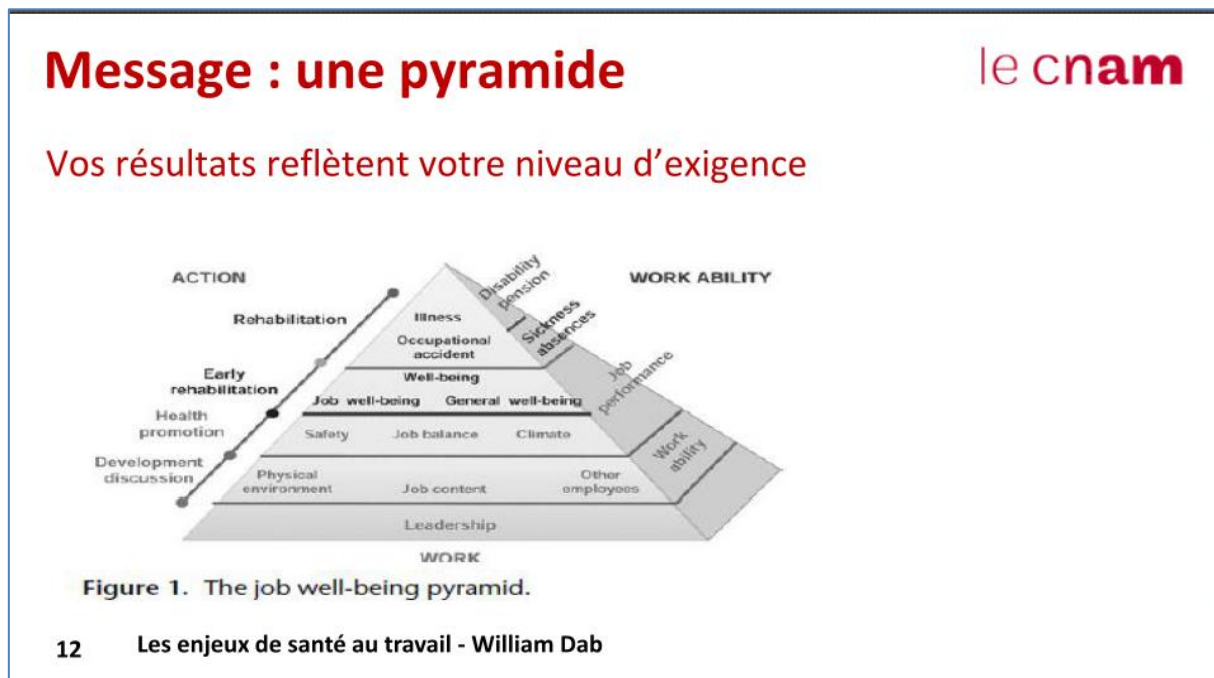 Message : une pyramide
le cnam
Vos résultats reflètent votre niveau d’exigence
ACTION
WORK ABILITY
Disability
pension
Sickness
absences
Job
performance
Work
ability
Rehabilitation
Early
rehabilitation
Health
promotion
Development
discussion
Illness
Occupational
accident
Well-being
Job well-being General well-being
Safety Job balance Climate
Physical
environment
Job content
Other
employees
Leadership
WORK
Figure 1. The job well-being pyramid.
12 Les enjeux de santé au travail - William Dab